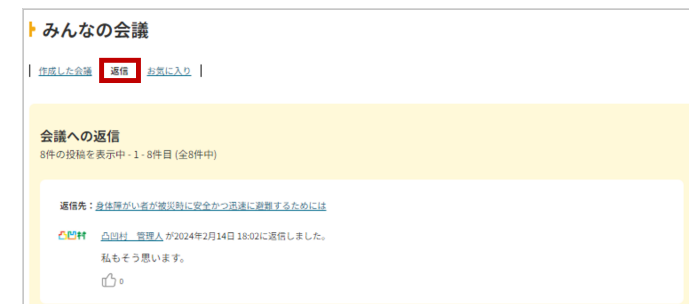 みんなの会議
作成した会議 返信 お気に入り
会議への返信
8件の投稿を表示中 - 1 - 8件目 (全8件中)
返信先：身体障がい者が被災時に安全かつ迅速に避難するためには
凸凹村 凸凹村 管理人 が2024年2月14日 18:02に返信しました。
私もそう思います。
0